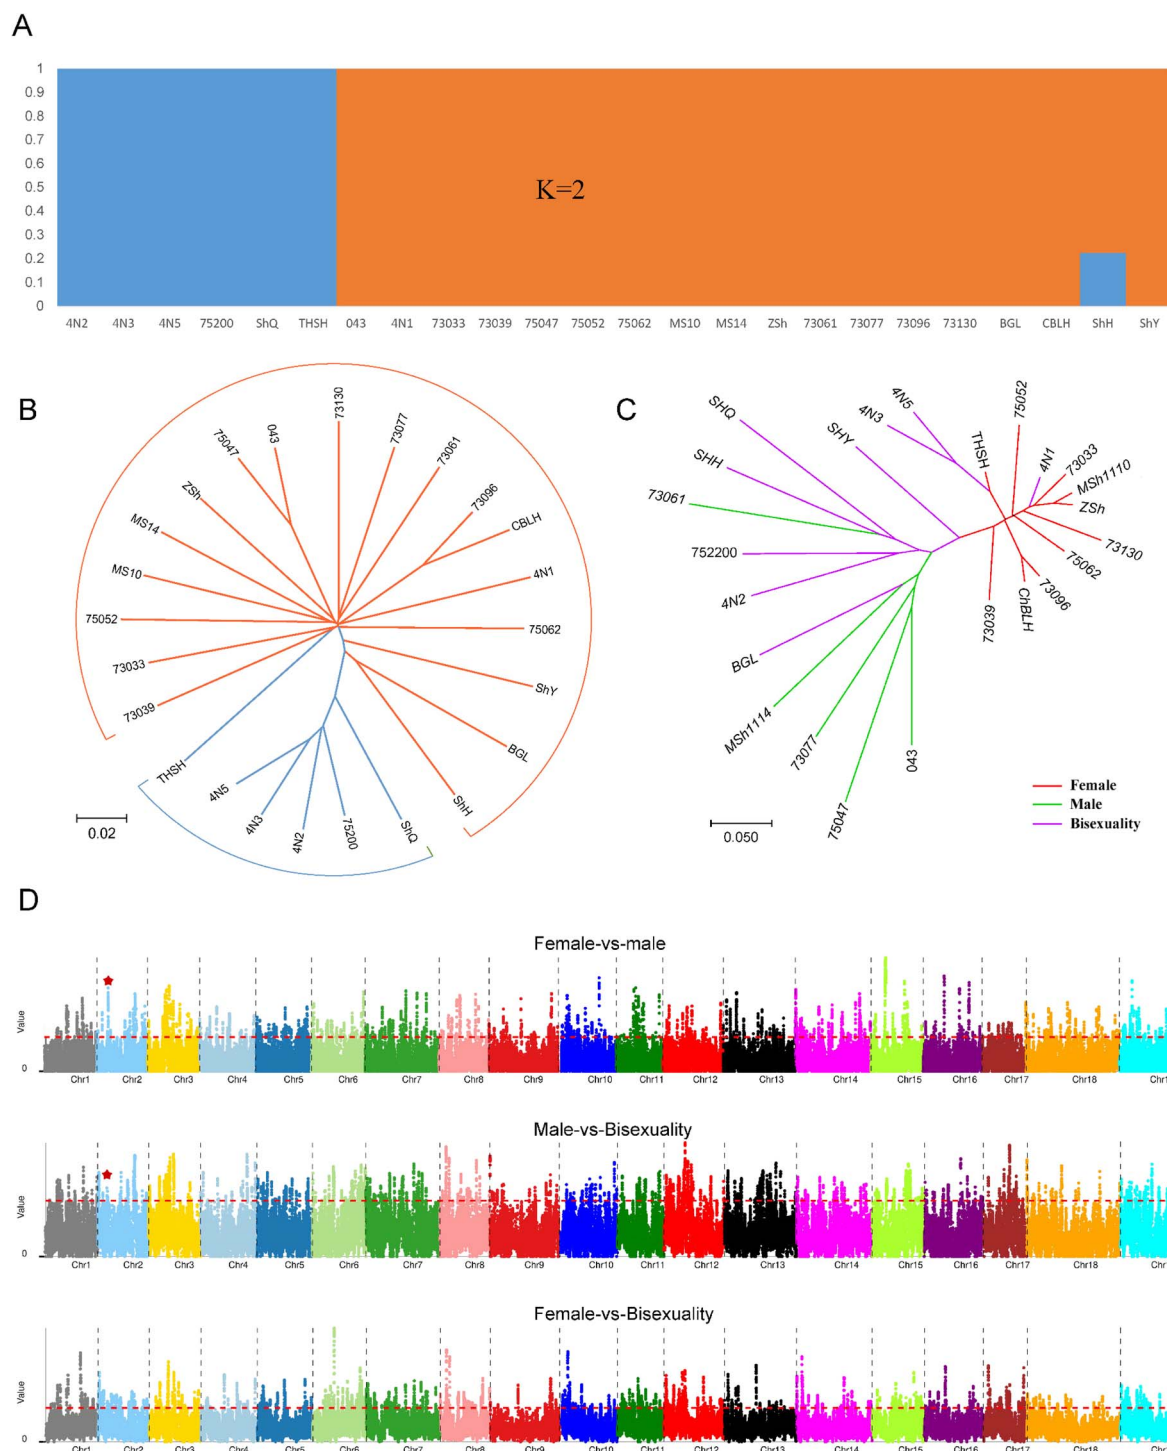 A
1
0.9
0.8
0.7
0.6
0.5
0.4
0.3
0.2
0.1
0
K=2
4N2 4N3 4N5 75200 ShQ THSH 043 4N1 73033 73039 75047 75052 75062 MS10 MS14 ZSh 73061 73077 73096 73130 BGL CBLH ShH ShY
B
73130
73077
73061
73096
CBLH
4N1
75062
ShY
BGL
ShH
ShQ
75200
4N2
4N3
4N5
THSH
73039
73033
75052
MS10
MS14
ZSh
75047
043
0.02
C
SHQ
SHH
73061
752200
4N2
BGL
MSh1114
73077
75047
043
SHY
4N3
4N5
THSH
75052
4N1
73033
MSh1110
ZSh
73130
75062
73096
ChBLH
73039
0.050
Female
Male
Bisexuality
D
Female-vs-male
Value
0
Chr1 Chr2 Chr3 Chr4 Chr5 Chr6 Chr7 Chr8 Chr9 Chr10 Chr11 Chr12 Chr13 Chr14 Chr15 Chr16 Chr17 Chr18 Chr1
Male-vs-Bisexuality
Value
0
Chr1 Chr2 Chr3 Chr4 Chr5 Chr6 Chr7 Chr8 Chr9 Chr10 Chr11 Chr12 Chr13 Chr14 Chr15 Chr16 Chr17 Chr18 Chr
Female-vs-Bisexuality
Value
0
Chr1 Chr2 Chr3 Chr4 Chr5 Chr6 Chr7 Chr8 Chr9 Chr10 Chr11 Chr12 Chr13 Chr14 Chr15 Chr16 Chr17 Chr18 Chr